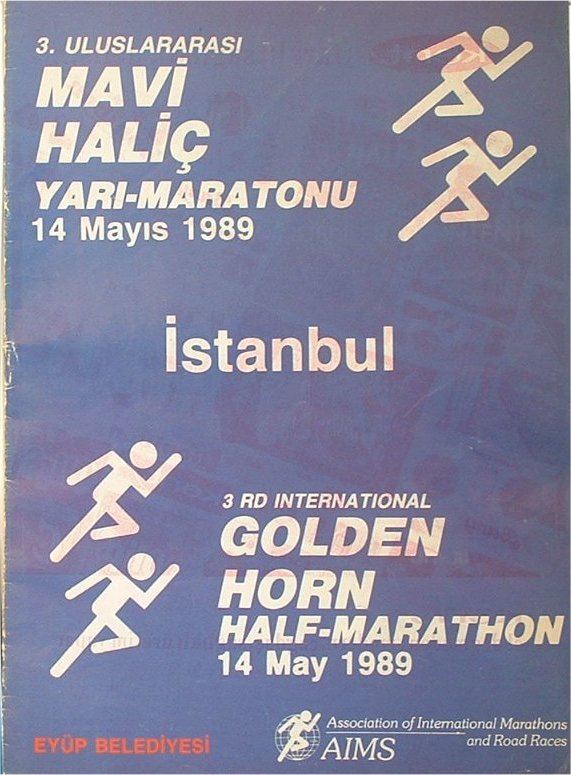 3. ULUSLARARASI
MAVİ
HALİÇ
YARI-MARATONU
14 Mayıs 1989
İstanbul
3 RD INTERNATIONAL
GOLDEN
HORN
HALF-MARATHON
14 May 1989
EYÜP BELEDİYESİ
Association of International Marathons
and Road Races
AIMS